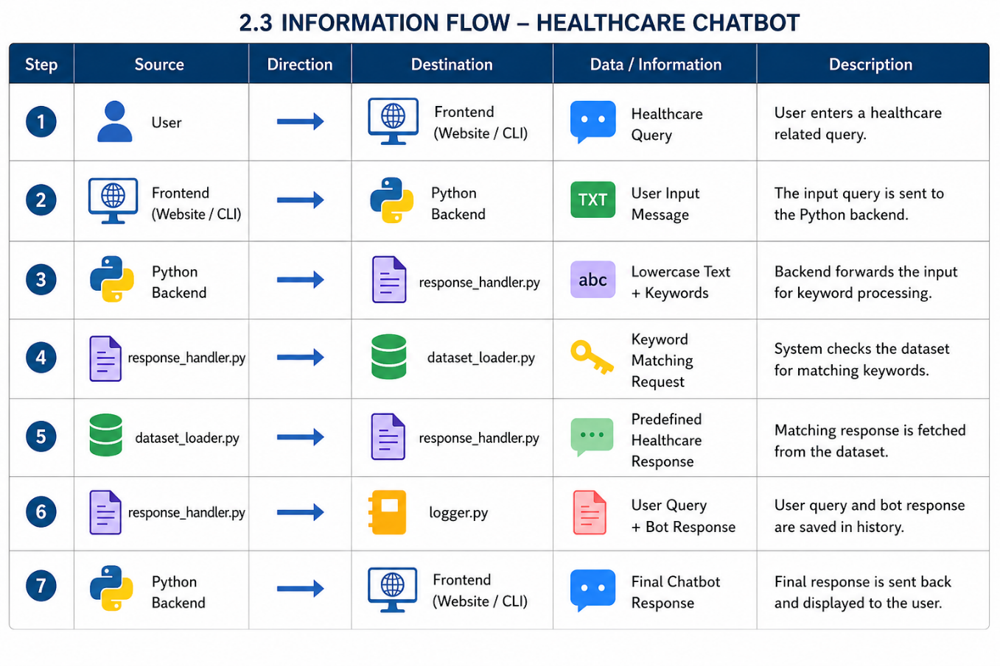 2.3 INFORMATION FLOW – HEALTHCARE CHATBOT
Step Source Direction Destination Data / Information Description
1
User
Frontend
(Website / CLI)
Healthcare
Query
User enters a healthcare
related query.
2
Frontend
(Website / CLI)
Python
Backend
TXT
User Input
Message
The input query is sent to
the Python backend.
3
Python
Backend
response_handler.py
abc
Lowercase Text
+ Keywords
Backend forwards the input
for keyword processing.
4
response_handler.py
dataset_loader.py
Keyword
Matching
Request
System checks the dataset
for matching keywords.
5
dataset_loader.py
response_handler.py
Predefined
Healthcare
Response
Matching response is fetched
from the dataset.
6
response_handler.py
logger.py
User Query
+ Bot Response
User query and bot response
are saved in history.
7
Python
Backend
Frontend
(Website / CLI)
Final Chatbot
Response
Final response is sent back
and displayed to the user.